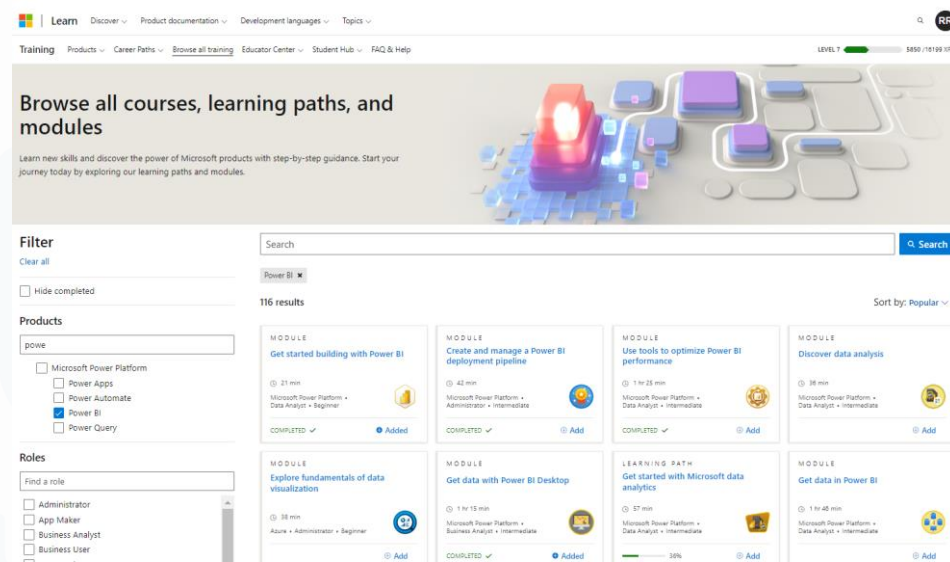 Learn Discover Product documentation Development languages Topics
RR
Training Products Career Paths Browse all training Educator Center Student Hub FAQ & Help
LEVEL 7 5850 /16199 XP
Browse all courses, learning paths, and
modules
Learn new skills and discover the power of Microsoft products with step-by-step guidance. Start your
journey today by exploring our learning paths and modules.
Filter
Clear all
Hide completed
Products
powe
Microsoft Power Platform
Power Apps
Power Automate
Power BI
Power Query
Roles
Find a role
Administrator
App Maker
Business Analyst
Business User
Search
Search
Power BI ×
116 results
Sort by: Popular
MODULE
Get started building with Power BI
21 min
Microsoft Power Platform •
Data Analyst • Beginner
COMPLETED ✓ Added
MODULE
Create and manage a Power BI
deployment pipeline
42 min
Microsoft Power Platform •
Administrator • Intermediate
COMPLETED ✓ Add
MODULE
Use tools to optimize Power BI
performance
1 hr 25 min
Microsoft Power Platform •
Data Analyst • Intermediate
COMPLETED ✓ Add
MODULE
Discover data analysis
38 min
Microsoft Power Platform •
Data Analyst • Intermediate
Add
MODULE
Explore fundamentals of data
visualization
38 min
Azure • Administrator • Beginner
Add
MODULE
Get data with Power BI Desktop
1 hr 15 min
Microsoft Power Platform •
Business Analyst • Intermediate
COMPLETED ✓ Added
LEARNING PATH
Get started with Microsoft data
analytics
57 min
Microsoft Power Platform •
Data Analyst • Intermediate
36% Add
MODULE
Get data in Power BI
1 hr 46 min
Microsoft Power Platform •
Data Analyst • Intermediate
Add